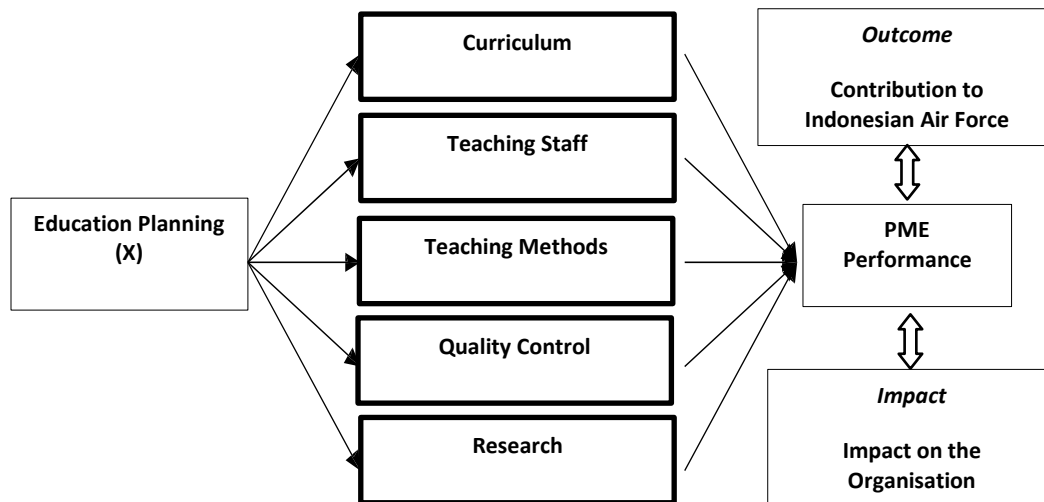 Education Planning
(X)
Curriculum
Teaching Staff
Teaching Methods
Quality Control
Research
Outcome
Contribution to
Indonesian Air Force
PME
Performance
Impact
Impact on the
Organisation